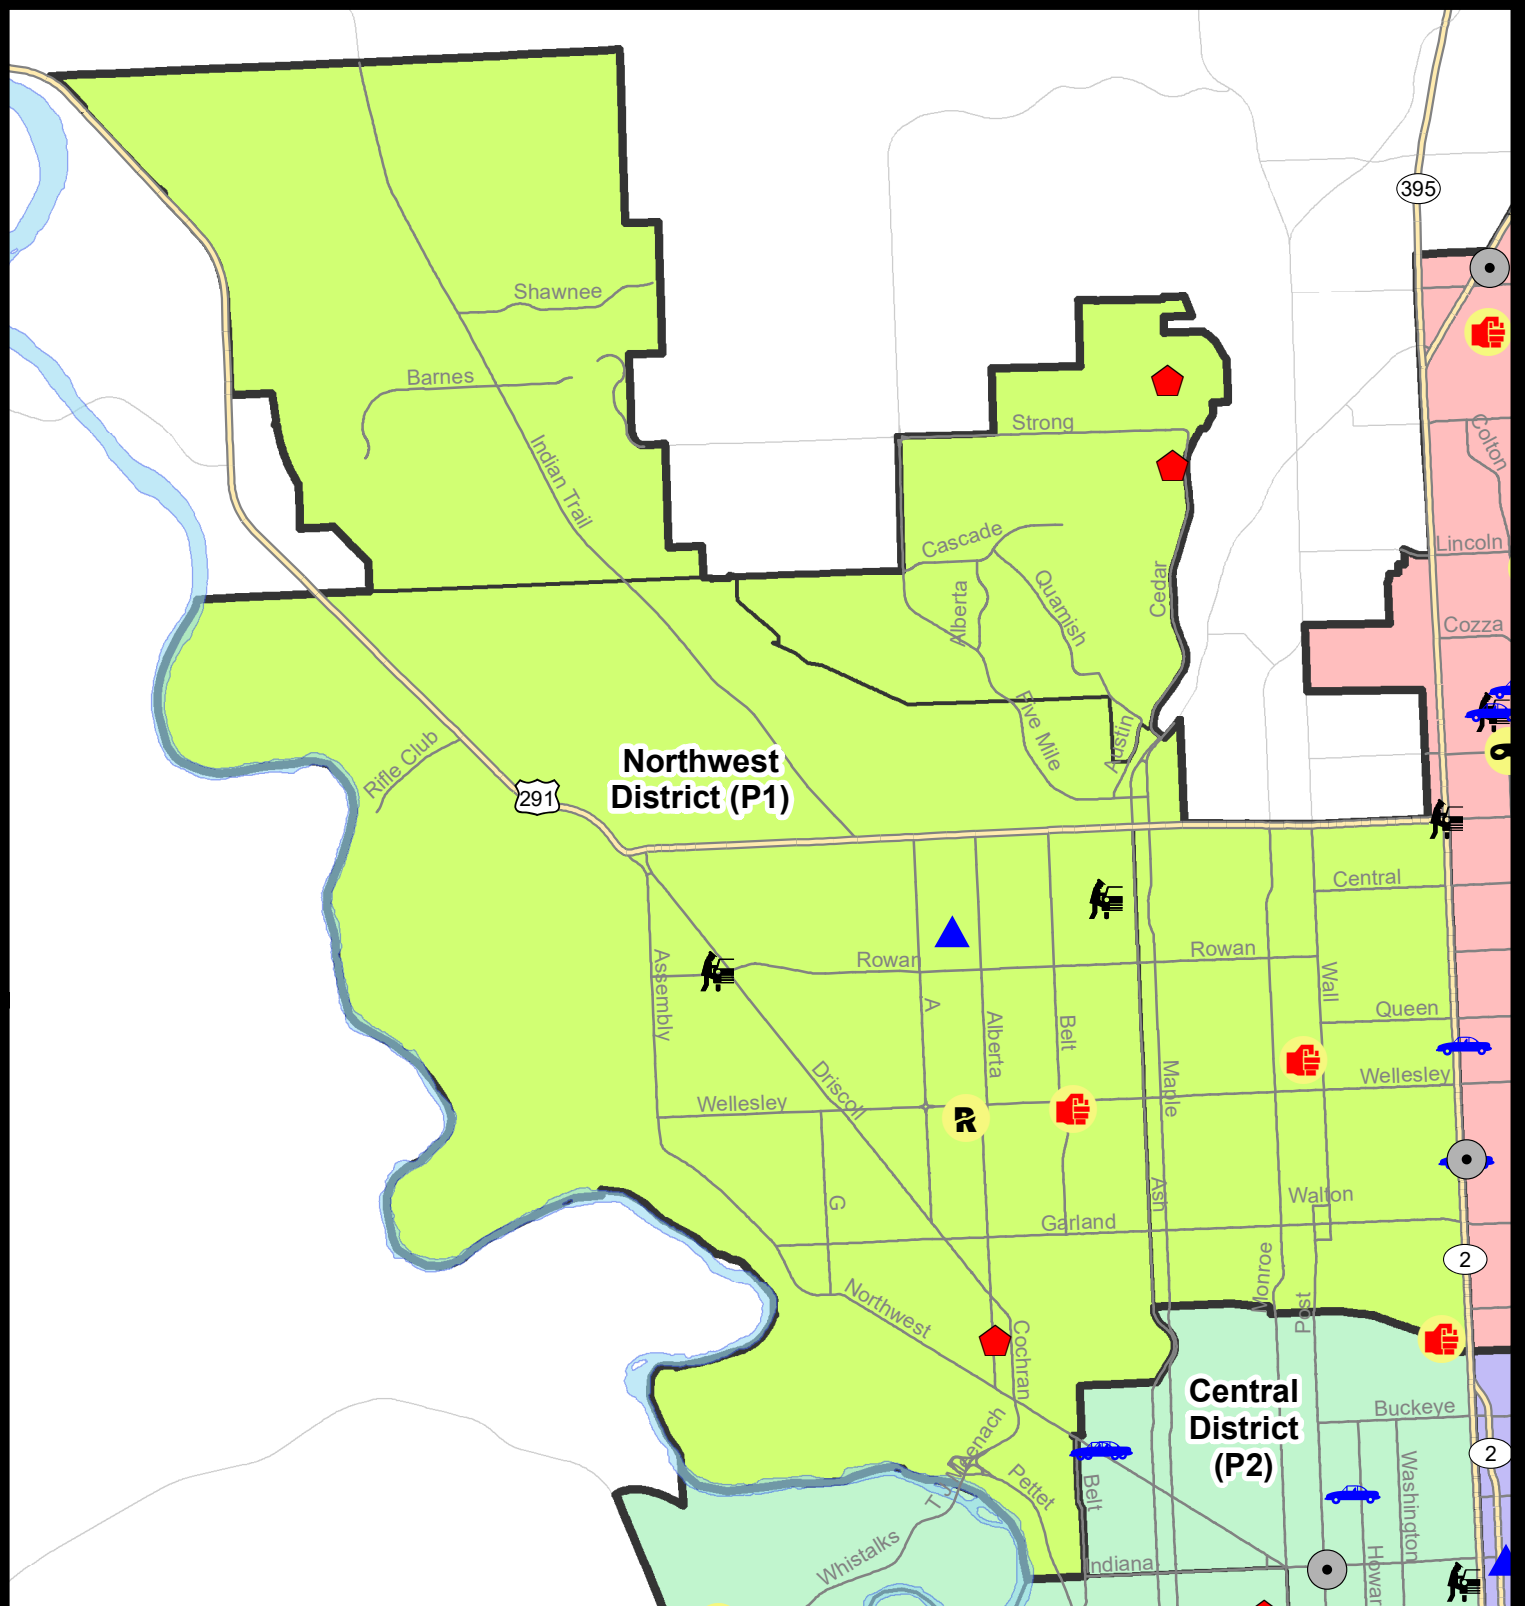 395
Shawnee
Barnes
Strong
Colton
Indian Trail
Cascade
Lincoln
Alberta
Quamish
Cedar
Cozza
Five Mile
Austin
Rifle Club
Northwest
District (P1)
291
Central
Rowan
Rowan
Assembly
Wall
A
Alberta
Belt
Queen
Driscoll
Maple
Wellesley
Wellesley
R
G
Ash
Walton
Garland
Monroe
2
Post
Northwest
Cochran
Central
District
(P2)
Buckeye
2
T J Meenach
Pettet
Belt
Washington
Whistalks
Indiana
Howar